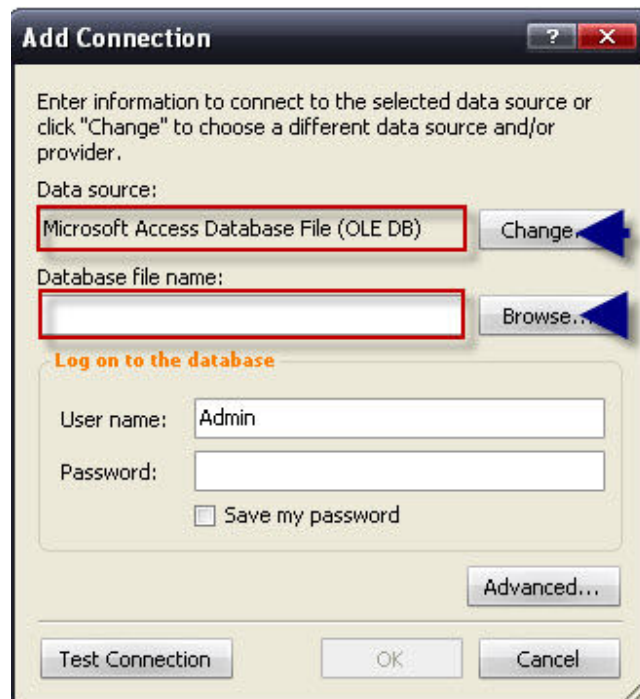 Add Connection
?
Enter information to connect to the selected data source or
click "Change" to choose a different data source and/or
provider.
Data source:
Microsoft Access Database File (OLE DB)
Change.
Database file name:
Browse...
Log on to the database
User name:
Admin
Password:
Save my password
Advanced...
Test Connection
OK
Cancel